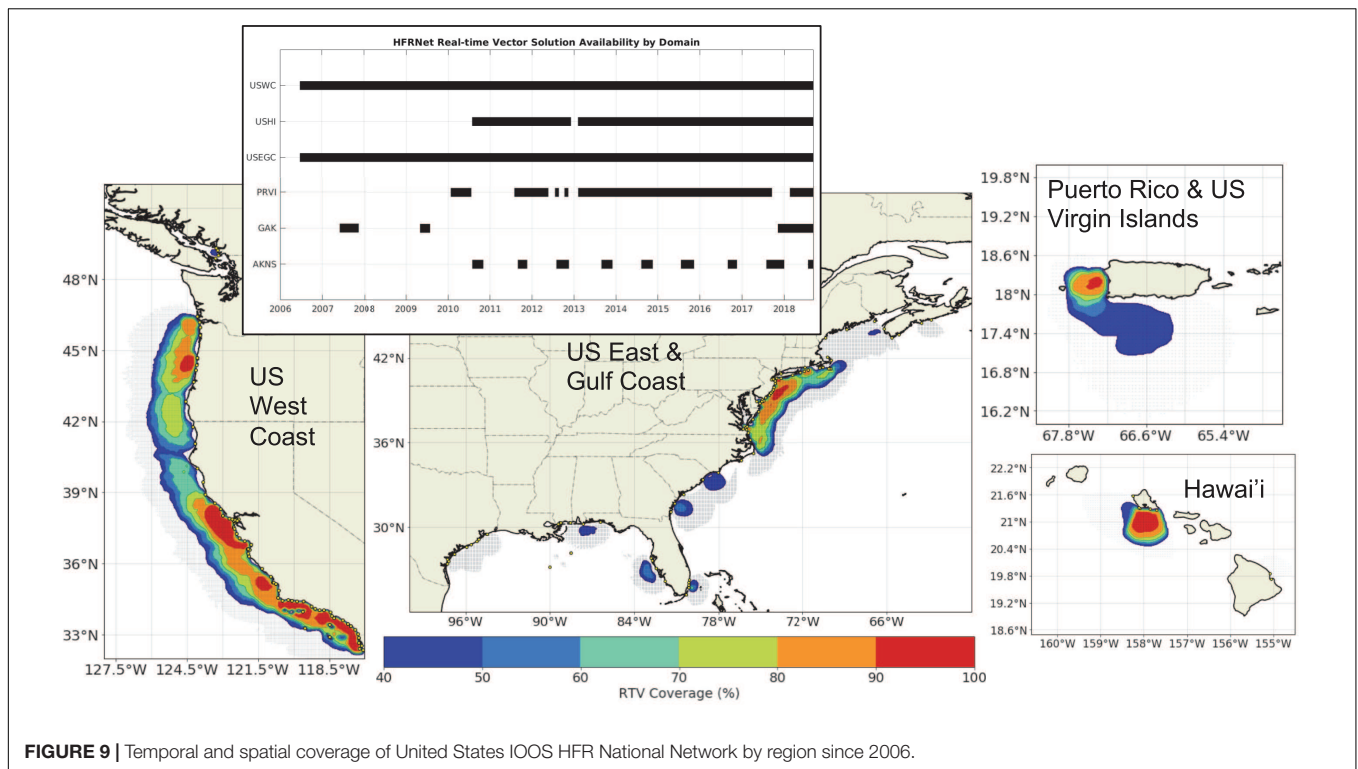 HFRNet Real-time Vector Solution Availability by Domain
USWC
USHI
USEGC
PRVI
GAK
AKNS
2006 2007 2008 2009 2010 2011 2012 2013 2014 2015 2016 2017 2018
48°N
45°N
42°N
39°N
36°N
33°N
127.5°W 124.5°W 121.5°W 118.5°W
US
West
Coast
US East &
Gulf Coast
42°N
36°N
30°N
96°W 90°W 84°W 78°W 72°W 66°W
40 50 60 70 80 90 100
RTV Coverage (%)
Puerto Rico & US
Virgin Islands
19.8°N
19.2°N
18.6°N
18°N
17.4°N
16.8°N
16.2°N
67.8°W 66.6°W 65.4°W
Hawai'i
22.2°N
21.6°N
21°N
20.4°N
19.8°N
19.2°N
18.6°N
160°W 159°W 158°W 157°W 156°W 155°W
FIGURE 9 | Temporal and spatial coverage of United States IOOS HFR National Network by region since 2006.